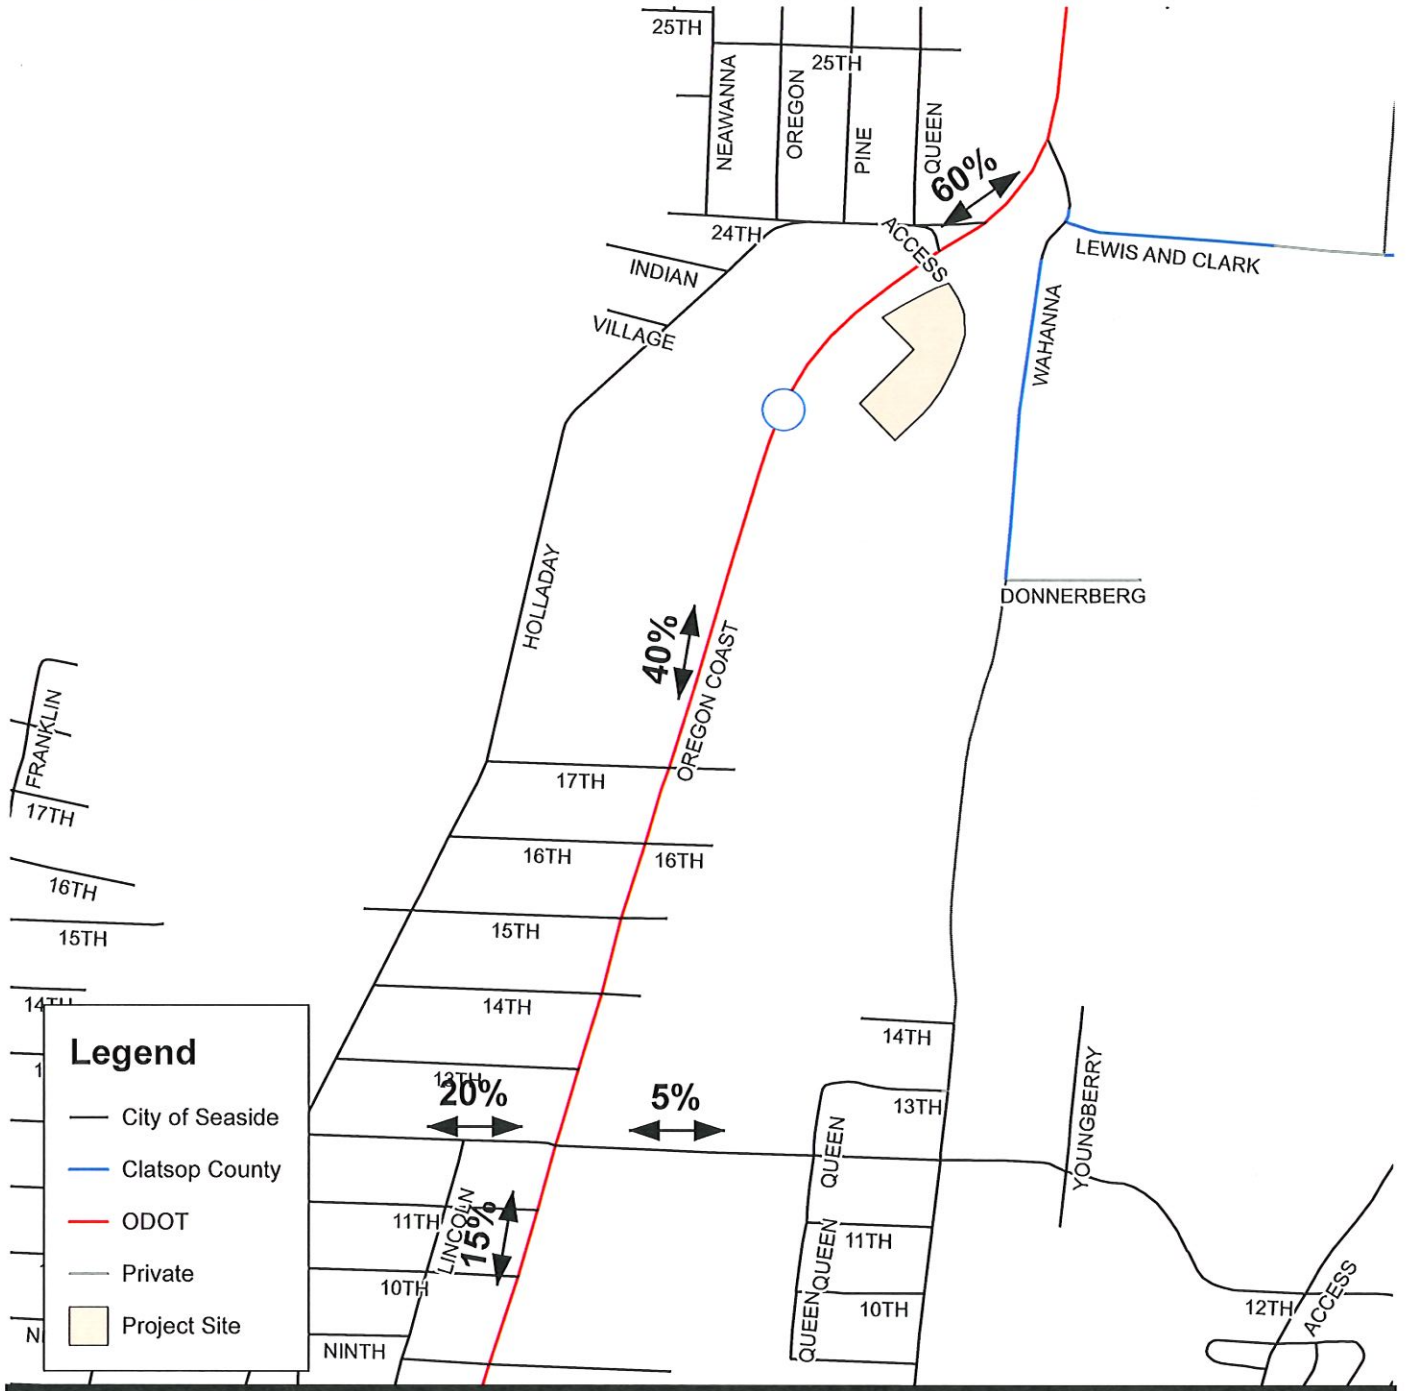 25TH
25TH
NEAWANNA
OREGON
PINE
QUEEN
60%
24TH
ACCESS
INDIAN
VILLAGE
LEWIS AND CLARK
WAHANNA
HOLLADAY
DONNERBERG
40%
OREGON COAST
FRANKLIN
17TH
17TH
16TH
16TH
16TH
15TH
15TH
14TH
14TH
14TH
13TH
20%
5%
13TH
QUEEN
YOUNGBERRY
11TH
LINCOLN
15%
QUEEN
11TH
10TH
QUEEN
10TH
12TH
ACCESS
NINTH
Legend
City of Seaside
Clatsop County
ODOT
Private
Project Site